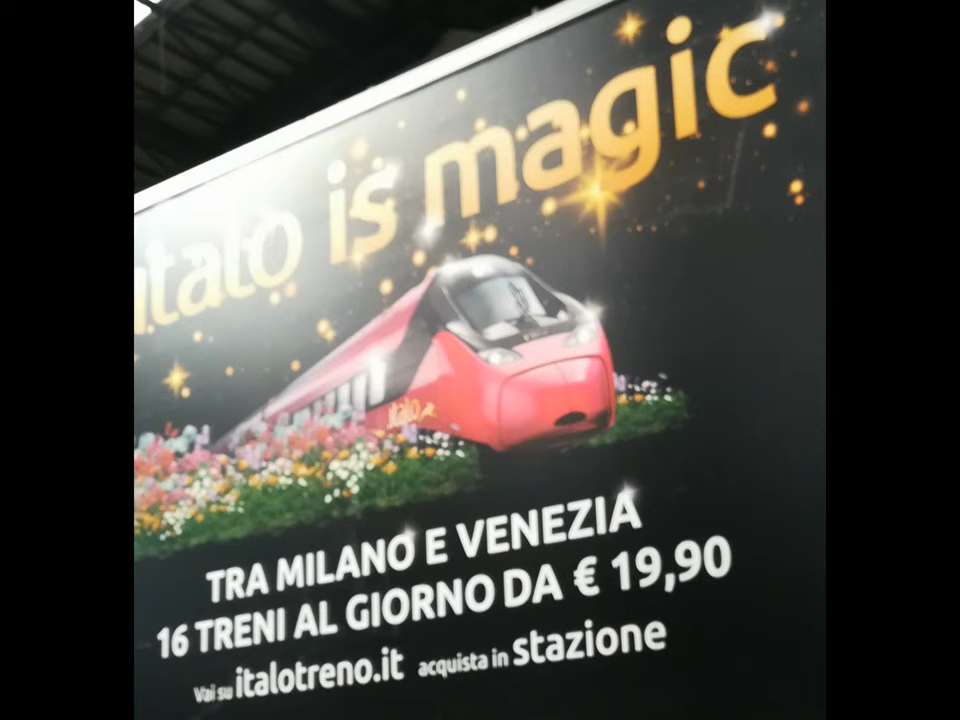 italo is magic
italo
TRA MILANO E VENEZIA
16 TRENI AL GIORNO DA € 19,90
Vai su italotreno.it acquista in stazione